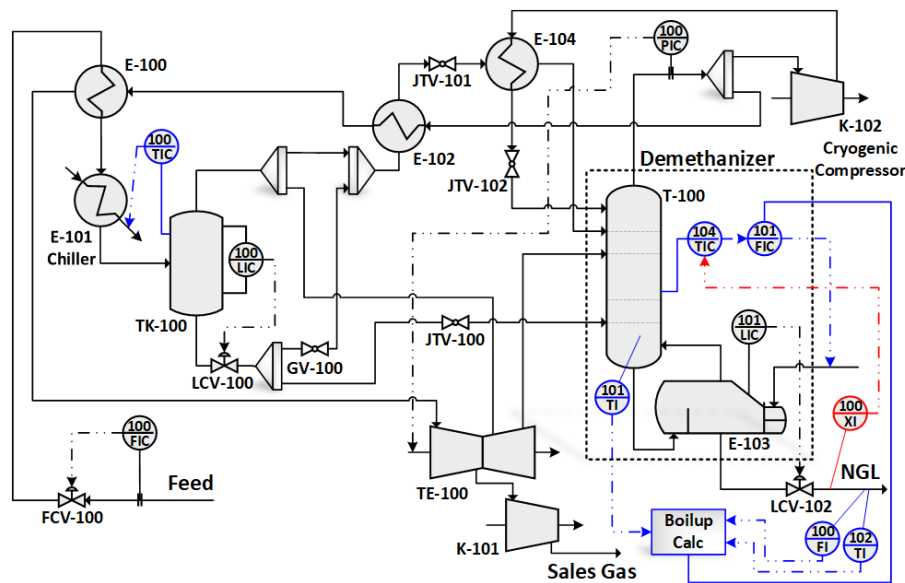 E-100
E-104
100
PIC
JTV-101
E-102
K-102
Cryogenic
Compressor
100
TIC
JTV-102
Demethanizer
T-100
E-101
Chiller
100
LIC
104
TIC
101
FIC
TK-100
JTV-100
101
LIC
LCV-100
GV-100
101
TI
100
XI
E-103
100
FIC
Feed
NGL
TE-100
LCV-102
FCV-100
K-101
Boilup
Calc
100
FI
102
TI
Sales Gas